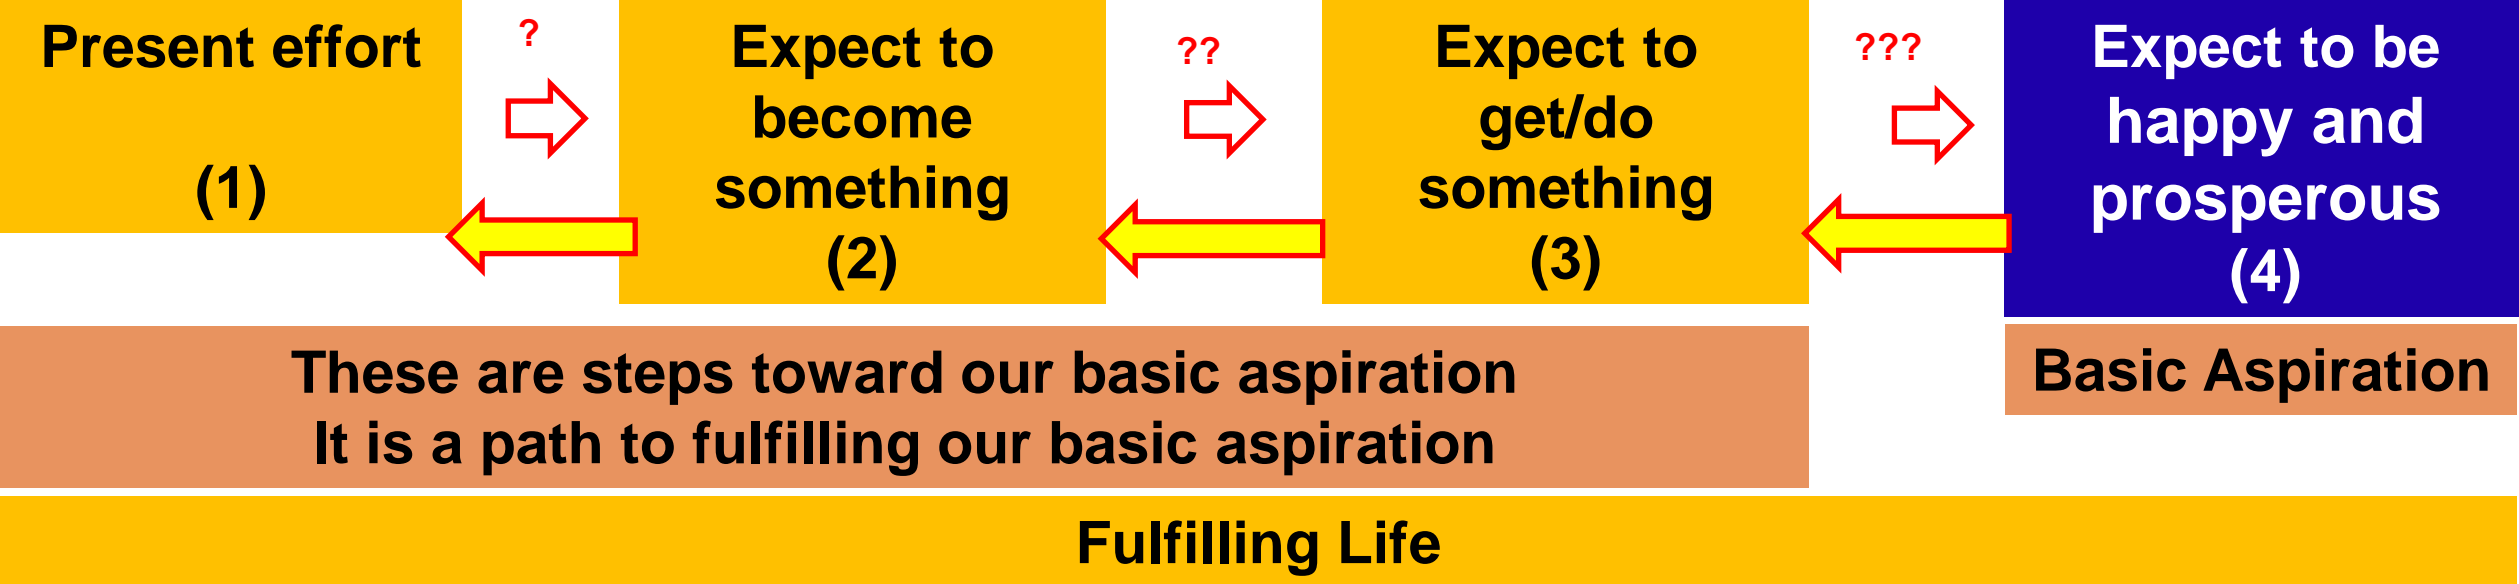 Present effort
(1)
?
Expect to
become
something
(2)
??
Expect to
get/do
something
(3)
???
Expect to be
happy and
prosperous
(4)
These are steps toward our basic aspiration
It is a path to fulfilling our basic aspiration
Basic Aspiration
Fulfilling Life